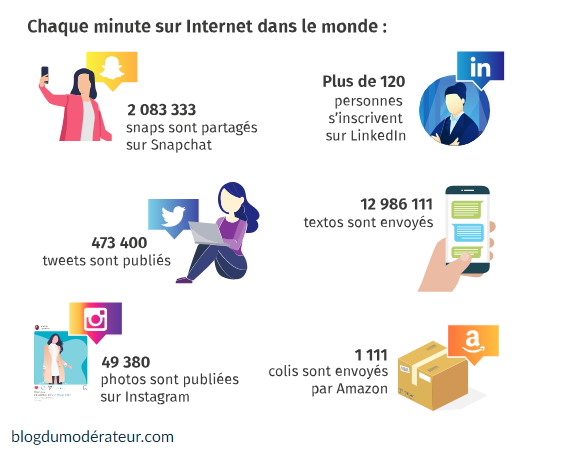 Chaque minute sur Internet dans le monde :
2 083 333
snaps sont partagés
sur Snapchat
in
Plus de 120
personnes
s'inscrivent
sur LinkedIn
473 400
tweets sont publiés
12 986 111
textos sont envoyés
49 380
photos sont publiées
sur Instagram
a
1 111
colis sont envoyés
par Amazon
blogdumodérateur.com